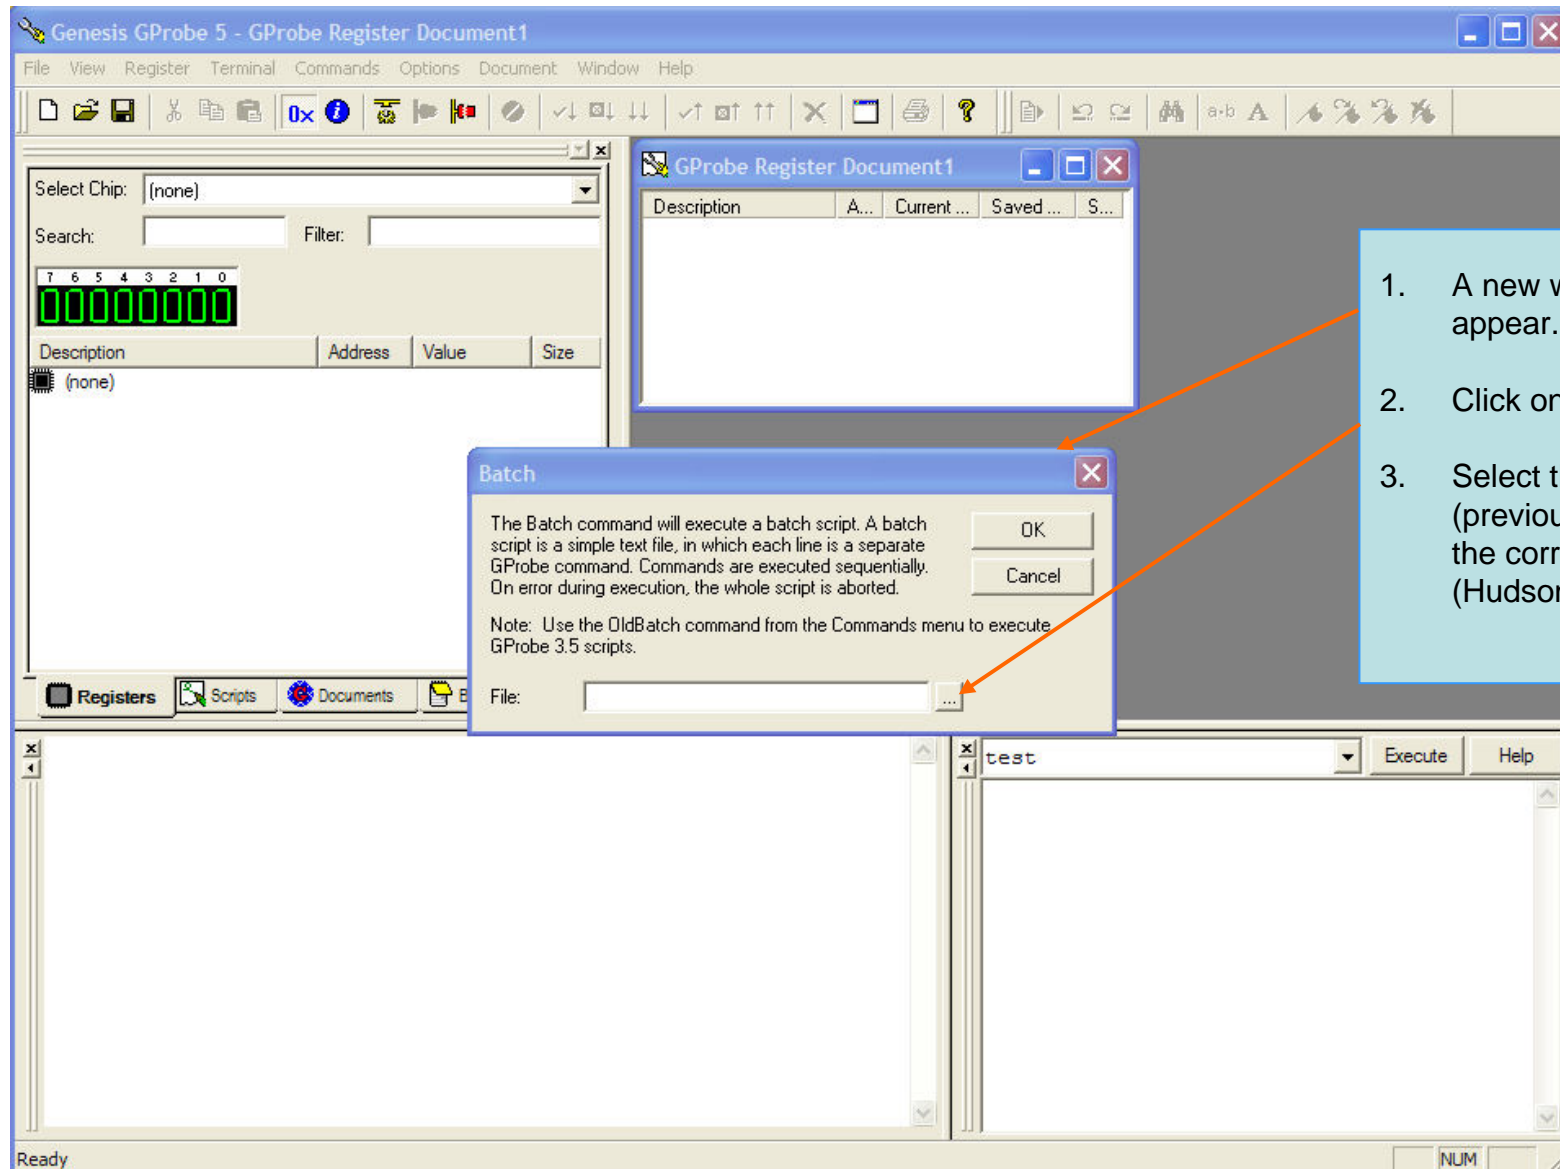 Genesis GProbe 5 - GProbe Register Document1
File View Register Terminal Commands Options Document Window Help
0x
a·b A
Select Chip: (none)
Search: Filter:
7 6 5 4 3 2 1 0
00000000
Description Address Value Size
(none)
Registers Scripts Documents B
GProbe Register Document1
Description A... Current ... Saved ... S...
1. A new
appear.
2. Click on
3. Select
(previou
the corr
(Hudson
Batch
The Batch command will execute a batch
script is a simple text file, in which each line is a separate
GProbe command. Commands are executed sequentially.
On error during execution, the whole script is aborted.
Note: Use the OldBatch command from the Commands menu to execute
GProbe 3.5 scripts.
OK
Cancel
File: ...
test Execute Help
Ready NUM